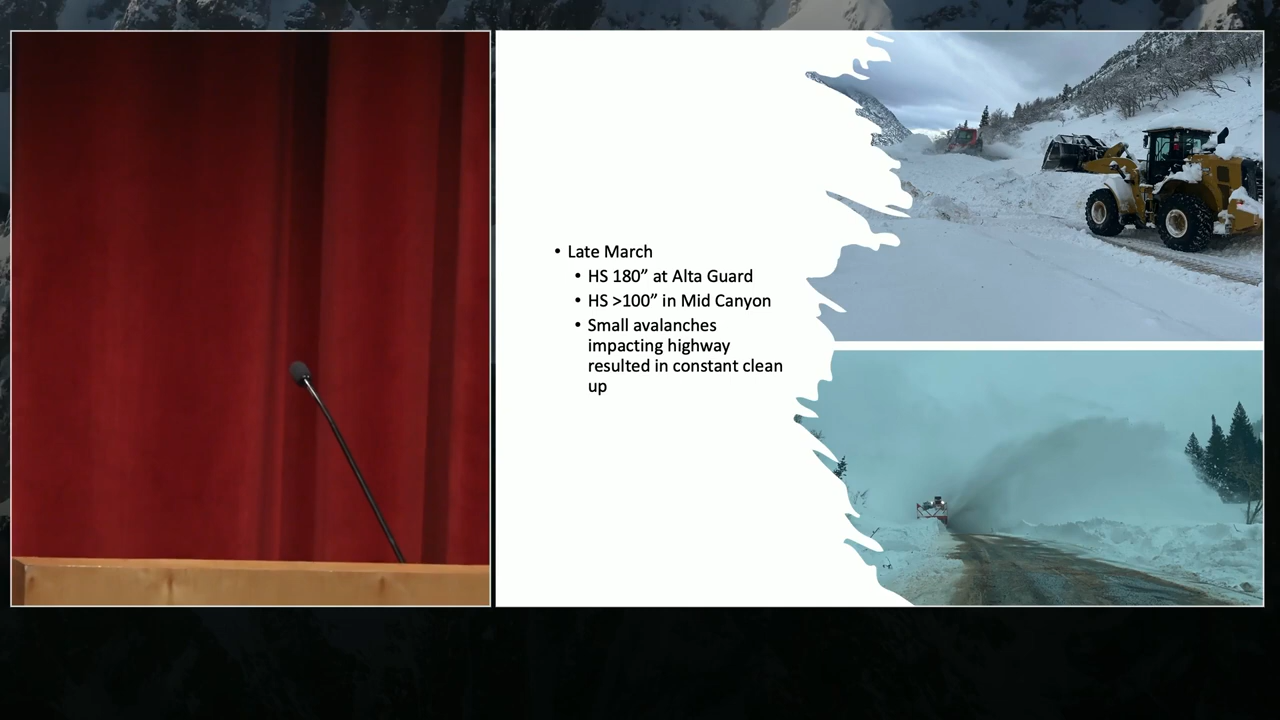 • Late March
• HS 180” at Alta Guard
• HS >100” in Mid Canyon
• Small avalanches
impacting highway
resulted in constant clean
up